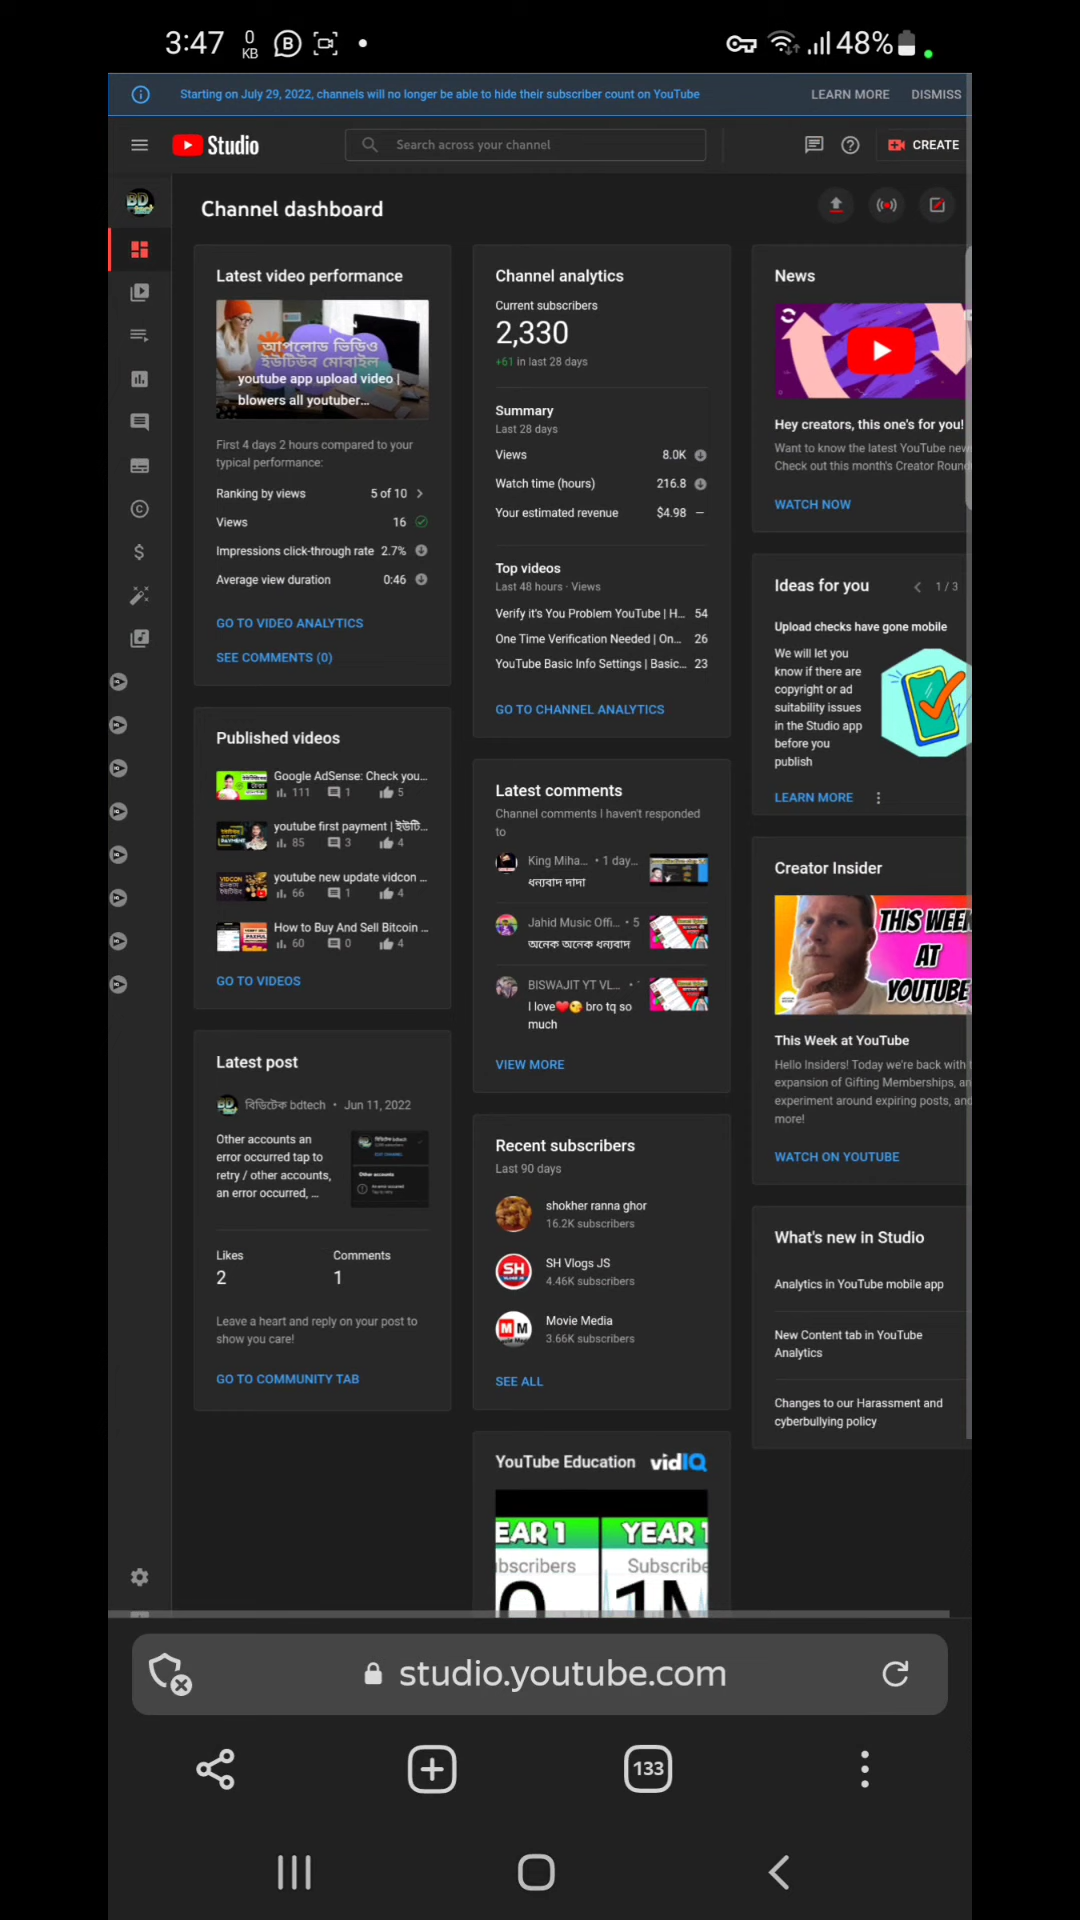 3:47 0 KB 48%
Starting on July 29, 2022, channels will no longer be able to hide their subscriber count on YouTube LEARN MORE DISMISS
Studio Search across your channel CREATE
Channel dashboard
Latest video performance
আপলোড ভিডিও
ইউটিউব মোবাইল
youtube app upload video |
blowers all youtuber...
First 4 days 2 hours compared to your
typical performance:
Ranking by views 5 of 10
Views 16
Impressions click-through rate 2.7%
Average view duration 0:46
GO TO VIDEO ANALYTICS
SEE COMMENTS (0)
Published videos
Google AdSense: Check you...
111 1 5
youtube first payment | ইউটি...
85 3 4
youtube new update vidcon ...
66 1 4
How to Buy And Sell Bitcoin ...
60 0 4
GO TO VIDEOS
Latest post
বিডিটেক bdtech • Jun 11, 2022
Other accounts an
error occurred tap to
retry / other accounts,
an error occurred, ...
Likes Comments
2 1
Leave a heart and reply on your post to
show you care!
GO TO COMMUNITY TAB
Channel analytics
Current subscribers
2,330
+61 in last 28 days
Summary
Last 28 days
Views 8.0K
Watch time (hours) 216.8
Your estimated revenue $4.98 —
Top videos
Last 48 hours · Views
Verify it's You Problem YouTube | H... 54
One Time Verification Needed | On... 26
YouTube Basic Info Settings | Basic... 23
GO TO CHANNEL ANALYTICS
Latest comments
Channel comments I haven't responded
to
King Miha... • 1 day...
ধন্যবাদ দাদা
Jahid Music Offi... • 5
অনেক অনেক ধন্যবাদ
BISWAJIT YT VL... •
I love❤️😘 bro tq so
much
VIEW MORE
Recent subscribers
Last 90 days
shokher ranna ghor
16.2K subscribers
SH Vlogs JS
4.46K subscribers
Movie Media
3.66K subscribers
SEE ALL
YouTube Education vidIQ
EAR 1 YEAR 1
bscribers Subscribe
0 1M
News
Hey creators, this one's for you!
Want to know the latest YouTube new
Check out this month's Creator Roun
WATCH NOW
Ideas for you 1 / 3
Upload checks have gone mobile
We will let you
know if there are
copyright or ad
suitability issues
in the Studio app
before you
publish
LEARN MORE
Creator Insider
THIS WEEK
AT
YOUTUBE
This Week at YouTube
Hello Insiders! Today we're back with
expansion of Gifting Memberships, an
experiment around expiring posts, and
more!
WATCH ON YOUTUBE
What's new in Studio
Analytics in YouTube mobile app
New Content tab in YouTube
Analytics
Changes to our Harassment and
cyberbullying policy
studio.youtube.com
133